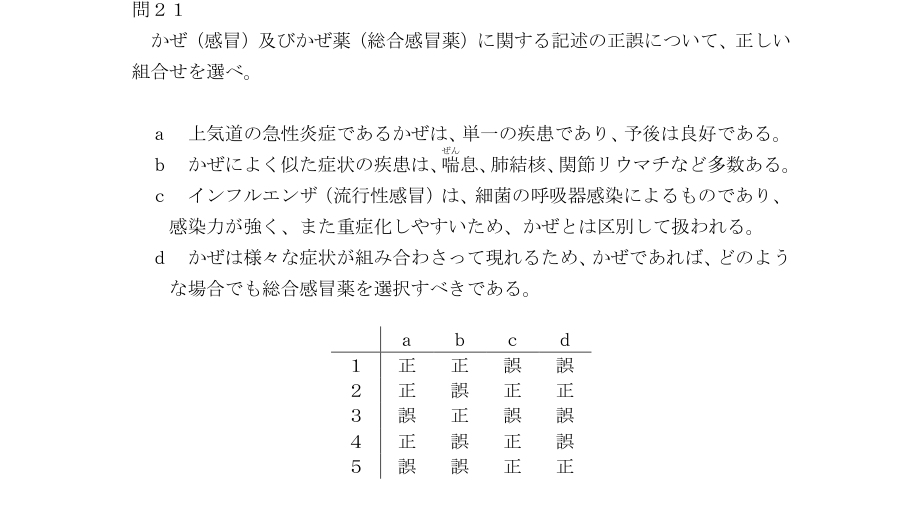 問２１
かぜ（感冒）及びかぜ薬（総合感冒薬）に関する記述の正誤について、正しい
組合せを選べ。
a　上気道の急性炎症であるかぜは、単一の疾患であり、予後は良好である。
ぜん
b　かぜによく似た症状の疾患は、喘息、肺結核、関節リウマチなど多数ある。
c　インフルエンザ（流行性感冒）は、細菌の呼吸器感染によるものであり、
感染力が強く、また重症化しやすいため、かぜとは区別して扱われる。
d　かぜは様々な症状が組み合わさって現れるため、かぜであれば、どのよう
な場合でも総合感冒薬を選択すべきである。
a b c d
1 正 正 誤 誤
2 正 誤 正 正
3 誤 正 誤 誤
4 正 誤 正 誤
5 誤 誤 正 正